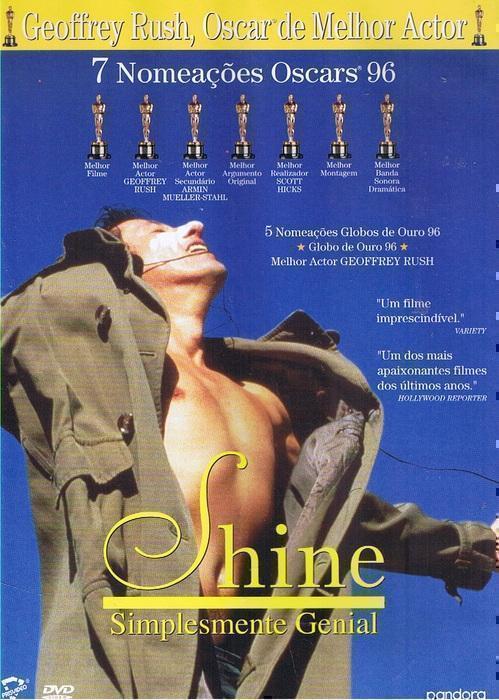 Geoffrey Rush, Oscar® de Melhor Actor
7 Nomeações Oscars® 96
Melhor
Filme
Melhor
Actor
GEOFFREY
RUSH
Melhor
Actor
Secundário
ARMIN
MUELLER-STAHL
Melhor
Argumento
Original
Melhor
Realizador
SCOTT
HICKS
Melhor
Montagem
Melhor
Banda
Sonora
Dramática
5 Nomeações Globos de Ouro 96
★ Globo de Ouro 96 ★
Melhor Actor GEOFFREY RUSH
"Um filme
imprescindível."
VARIETY
"Um dos mais
apaixonantes filmes
dos últimos anos."
HOLLYWOOD REPORTER
Shine
Simplesmente Genial
PRISVIDEO
DVD
VIDEO
pandora